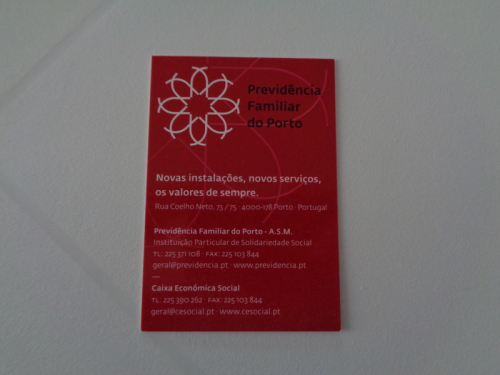 Previdência
Familiar
do Porto
Novas instalações, novos serviços,
os valores de sempre.
Rua Coelho Neto, 73 / 75 · 4000-178 Porto · Portugal
Previdência Familiar do Porto - A.S.M.
Instituição Particular de Solidariedade Social
TL: 225 371 108 · FAX: 225 103 844
geral@previdencia.pt · www.previdencia.pt
Caixa Económica Social
TL: 225 390 262 · FAX: 225 103 844
geral@cesocial.pt · www.cesocial.pt